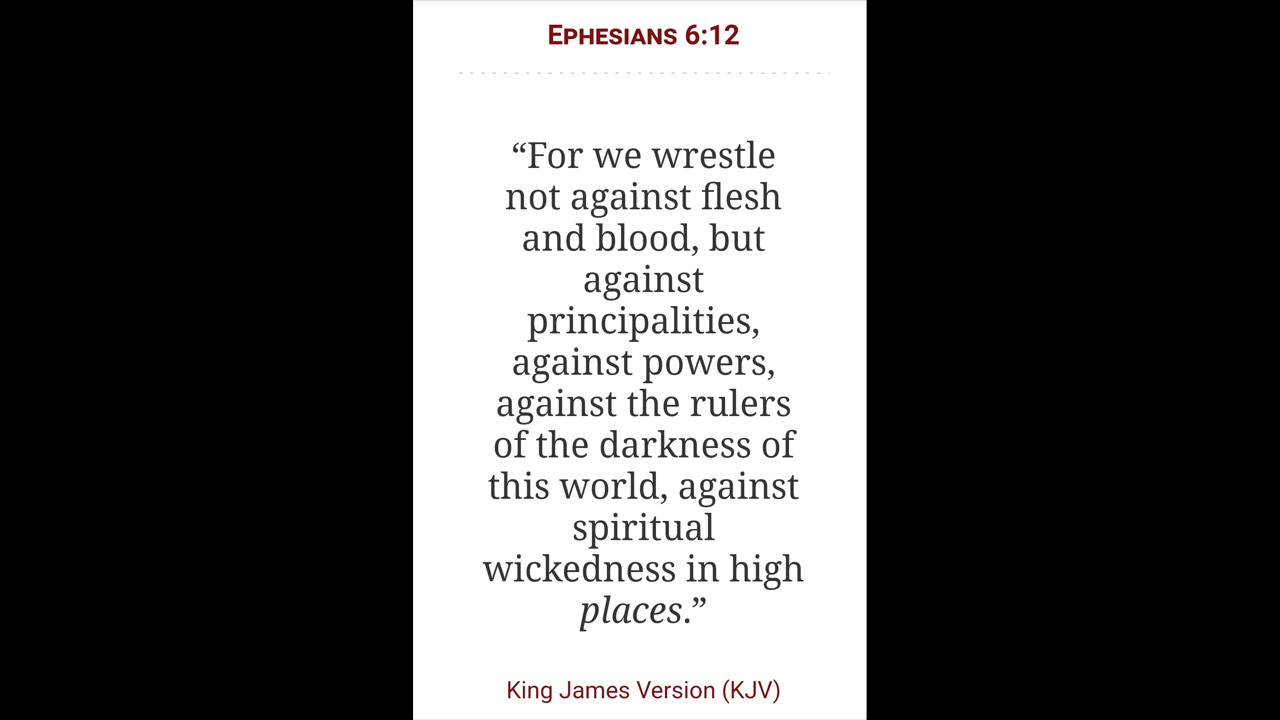 Ephesians 6:12
“For we wrestle
not against flesh
and blood, but
against
principalities,
against powers,
against the rulers
of the darkness of
this world, against
spiritual
wickedness in high
places.”
King James Version (KJV)